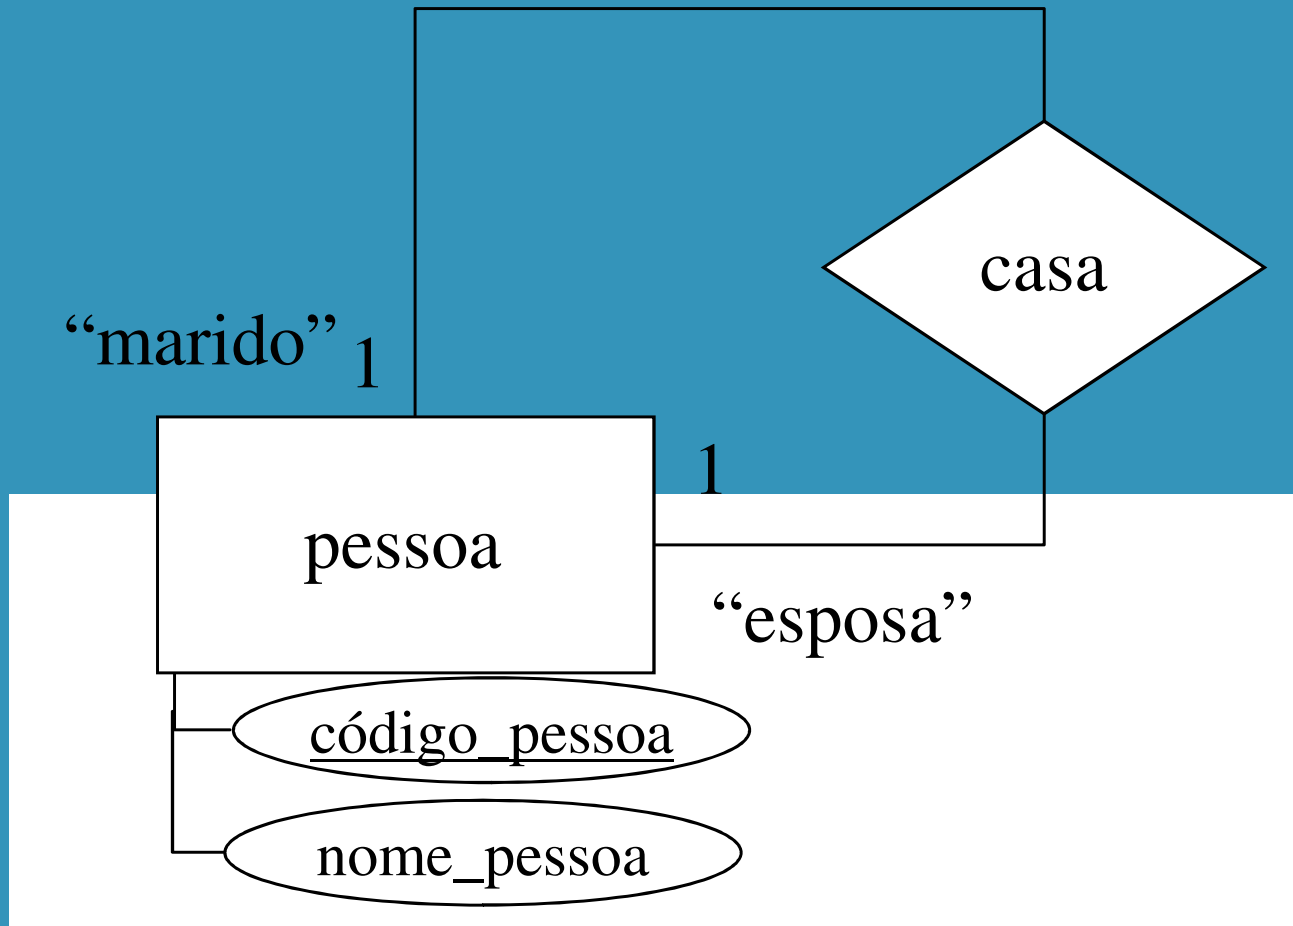 casa
“marido”
1
1
pessoa
“esposa”
código_pessoa
nome_pessoa